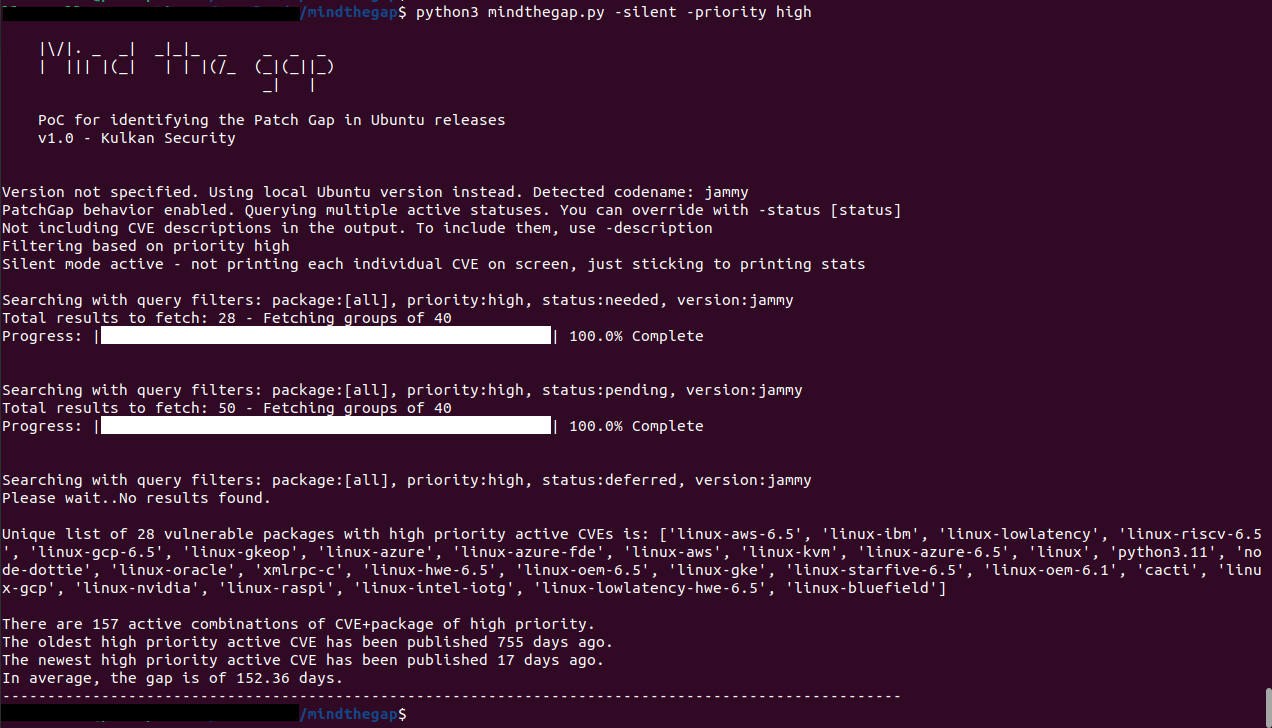 /mindthegap$ python3 mindthegap.py -silent -priority high
|\/|. _  _|  _|_|_  _    _  _  _
|  ||| |(_|   | | |(/_  (_|(_||_)
                         _|   |
PoC for identifying the Patch Gap in Ubuntu releases
v1.0 - Kulkan Security
Version not specified. Using local Ubuntu version instead. Detected codename: jammy
PatchGap behavior enabled. Querying multiple active statuses. You can override with -status [status]
Not including CVE descriptions in the output. To include them, use -description
Filtering based on priority high
Silent mode active - not printing each individual CVE on screen, just sticking to printing stats
Searching with query filters: package:[all], priority:high, status:needed, version:jammy
Total results to fetch: 28 - Fetching groups of 40
Progress: | | 100.0% Complete
Searching with query filters: package:[all], priority:high, status:pending, version:jammy
Total results to fetch: 50 - Fetching groups of 40
Progress: | | 100.0% Complete
Searching with query filters: package:[all], priority:high, status:deferred, version:jammy
Please wait..No results found.
Unique list of 28 vulnerable packages with high priority active CVEs is: ['linux-aws-6.5', 'linux-ibm', 'linux-lowlatency', 'linux-riscv-6.5
', 'linux-gcp-6.5', 'linux-gkeop', 'linux-azure', 'linux-azure-fde', 'linux-aws', 'linux-kvm', 'linux-azure-6.5', 'linux', 'python3.11', 'no
de-dottie', 'linux-oracle', 'xmlrpc-c', 'linux-hwe-6.5', 'linux-oem-6.5', 'linux-gke', 'linux-starfive-6.5', 'linux-oem-6.1', 'cacti', 'linu
x-gcp', 'linux-nvidia', 'linux-raspi', 'linux-intel-iotg', 'linux-lowlatency-hwe-6.5', 'linux-bluefield']
There are 157 active combinations of CVE+package of high priority.
The oldest high priority active CVE has been published 755 days ago.
The newest high priority active CVE has been published 17 days ago.
In average, the gap is of 152.36 days.
----------------------------------------------------------------------------------------------------
/mindthegap$